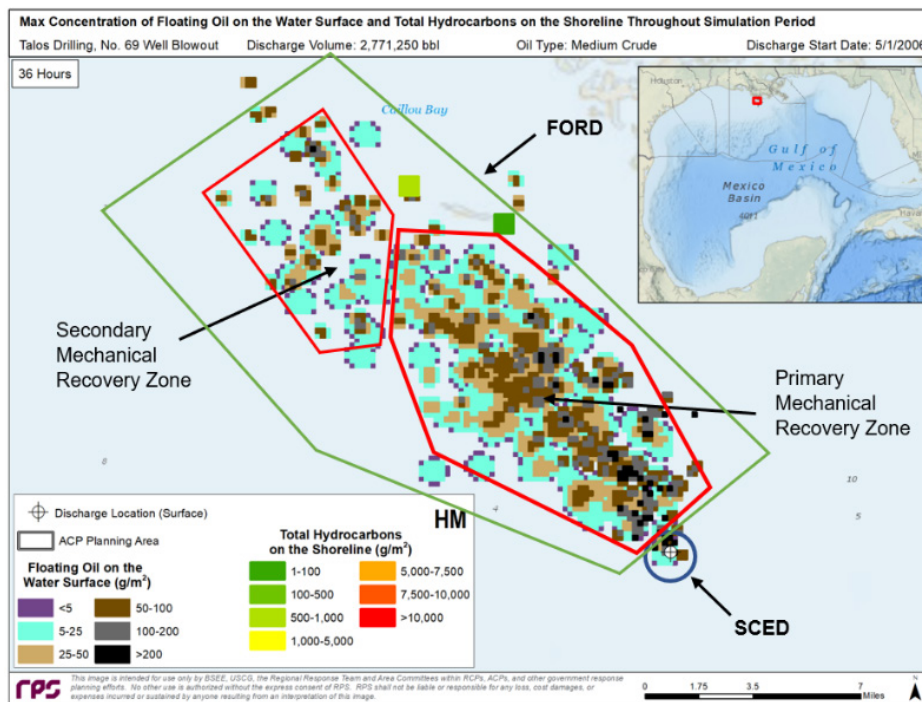 Max Concentration of Floating Oil on the Water Surface and Total Hydrocarbons on the Shoreline Throughout Simulation Period
Talos Drilling, No. 69 Well Blowout Discharge Volume: 2,771,250 bbl Oil Type: Medium Crude Discharge Start Date: 5/1/2006
36 Hours
Caillou Bay
FORD
Houston
Gulf of
Mexico
Mexico
Basin
Secondary
Mechanical
Recovery Zone
Primary
Mechanical
Recovery Zone
8
10
4
5
HM
SCED
Discharge Location (Surface)
ACP Planning Area
Floating Oil on the
Water Surface (g/m²)
<5
5-25
25-50
50-100
100-200
>200
Total Hydrocarbons
on the Shoreline (g/m²)
1-100
100-500
500-1,000
1,000-5,000
5,000-7,500
7,500-10,000
>10,000
rps
This image is intended for use only by BSEE, USCG, the Regional Response Team and Area Committees within RCPs, ACPs, and other government response
planning efforts. No other use is authorized without the express consent of RPS. RPS shall not be liable or responsible for any loss, cost damages, or
expenses incurred or sustained by anyone resulting from an interpretation of this image.
0 1.75 3.5 7
Miles